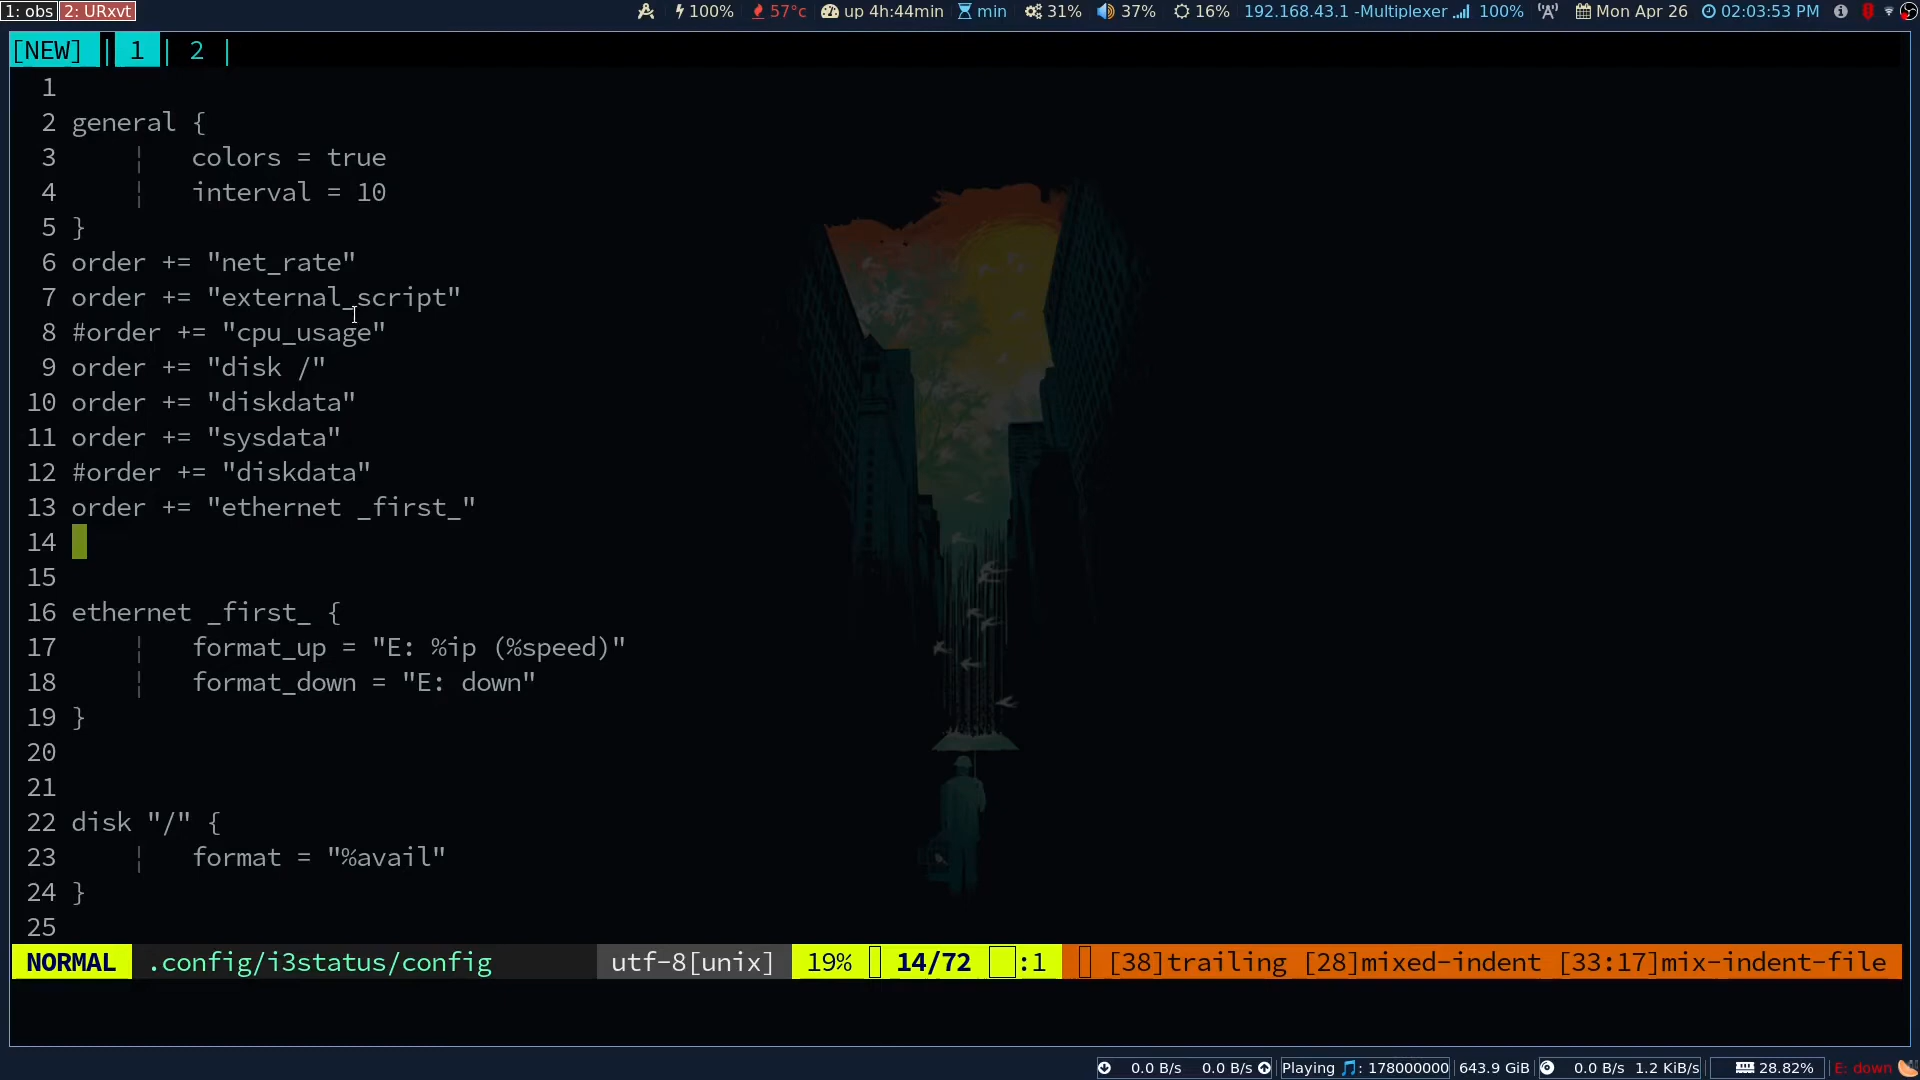 1: obs 2: URxvt 100% 57°c up 4h:44min min 31% 37% 16% 192.168.43.1 -Multiplexer 100% Mon Apr 26 02:03:53 PM
[NEW] | 1 | 2 |
1
2 general {
3 ¦ colors = true
4 ¦ interval = 10
5 }
6 order += "net_rate"
7 order += "external_script"
8 #order += "cpu_usage"
9 order += "disk /"
10 order += "diskdata"
11 order += "sysdata"
12 #order += "diskdata"
13 order += "ethernet _first_"
14
15
16 ethernet _first_ {
17 ¦ format_up = "E: %ip (%speed)"
18 ¦ format_down = "E: down"
19 }
20
21
22 disk "/" {
23 ¦ format = "%avail"
24 }
25
NORMAL .config/i3status/config utf-8[unix] 19% 14/72 :1 [38]trailing [28]mixed-indent [33:17]mix-indent-file
0.0 B/s 0.0 B/s Playing : 178000000 643.9 GiB 0.0 B/s 1.2 KiB/s 28.82% E: down